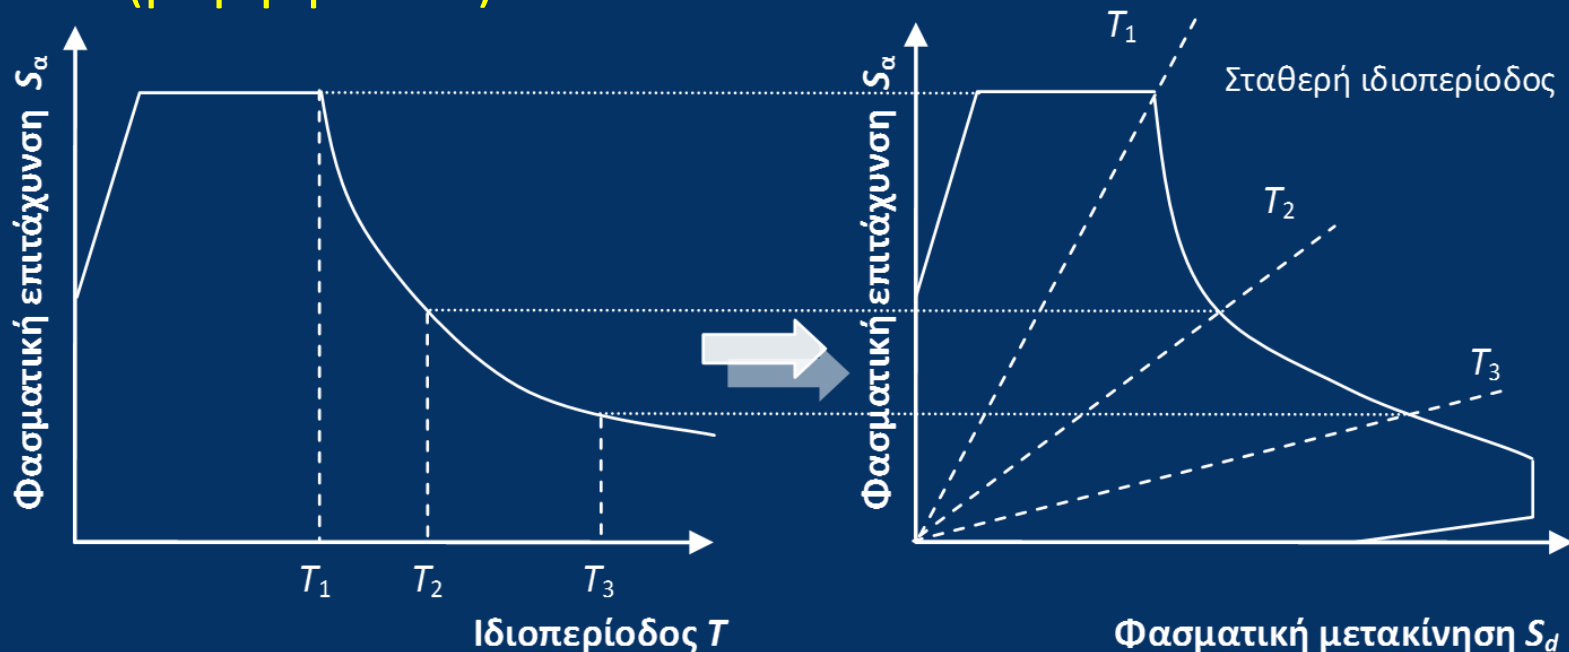 Φασματική επιτάχυνση Sα
T1
T2
T3
Ιδιοπερίοδος T
Φασματική επιτάχυνση Sα
T1
Σταθερή ιδιοπερίοδος
T2
T3
Φασματική μετακίνηση Sd